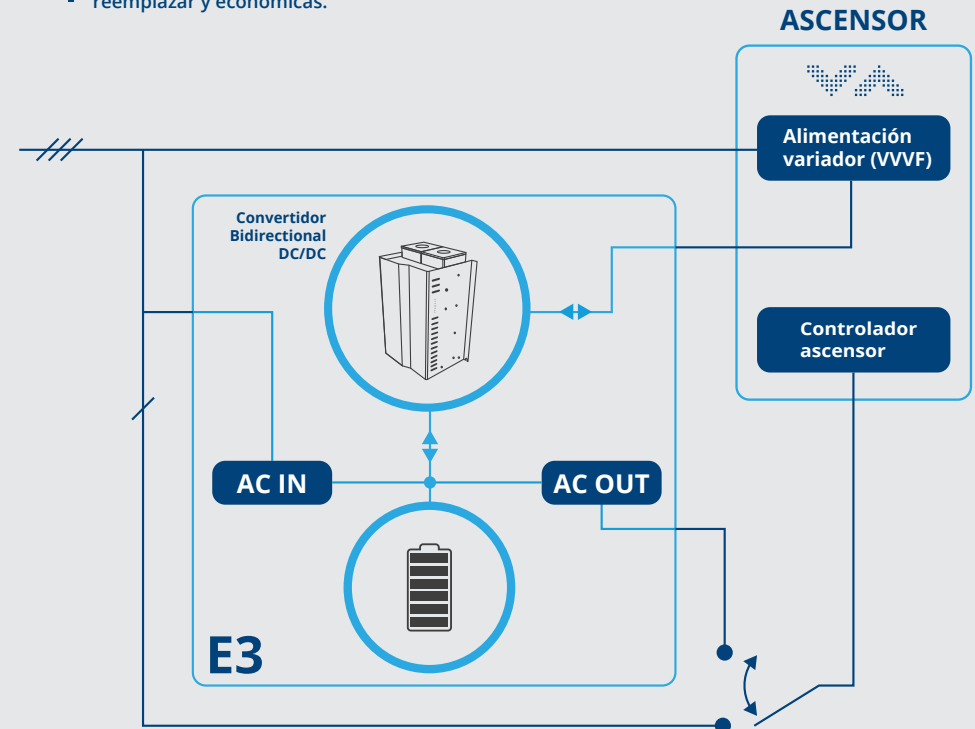 - reemplazar y económicas.
ASCENSOR
Alimentación
variador (VVVF)
Convertidor
Bidirectional
DC/DC
Controlador
ascensor
AC IN
AC OUT
E3